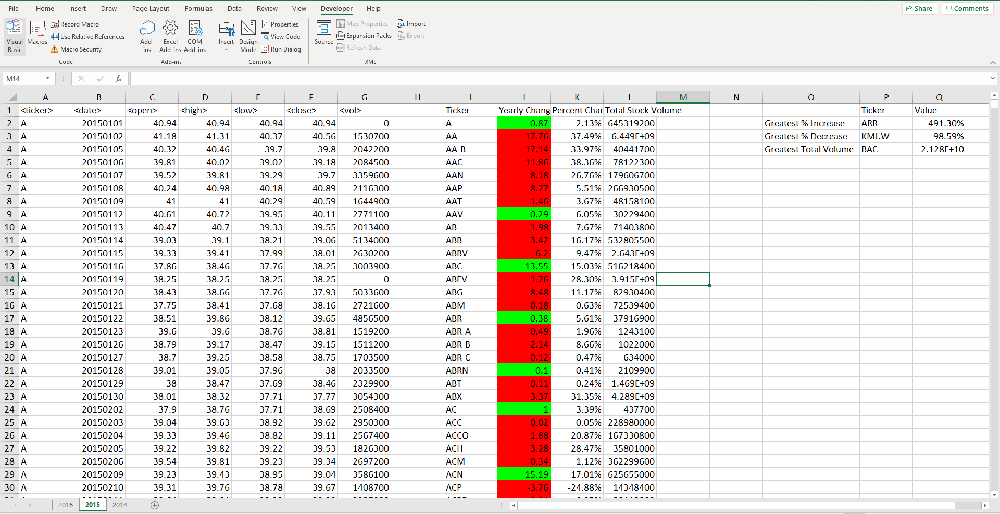 File Home Insert Draw Page Layout Formulas Data Review View Developer Help Share Comments
Visual Basic
Macros
Record Macro
Use Relative References
Macro Security
Code
Add-ins
Excel Add-ins
COM Add-ins
Add-ins
Insert
Design Mode
Properties
View Code
Run Dialog
Controls
Source
Map Properties
Expansion Packs
Refresh Data
Import
Export
XML
M14 fx
A B C D E F G H I J K L M N O P Q
1 <ticker> <date> <open> <high> <low> <close> <vol> Ticker Yearly Chang Percent Char Total Stock Volume Ticker Value
2 A 20150101 40.94 40.94 40.94 40.94 0 A 0.87 2.13% 645319200 Greatest % Increase ARR 491.30%
3 A 20150102 41.18 41.31 40.37 40.56 1530700 AA -17.76 -37.49% 6.449E+09 Greatest % Decrease KMI.W -98.59%
4 A 20150105 40.32 40.46 39.7 39.8 2042200 AA-B -17.14 -33.97% 40441700 Greatest Total Volume BAC 2.128E+10
5 A 20150106 39.81 40.02 39.02 39.18 2084500 AAC -11.86 -38.36% 78122300
6 A 20150107 39.52 39.81 39.29 39.7 3359600 AAN -8.18 -26.76% 179606700
7 A 20150108 40.24 40.98 40.18 40.89 2116300 AAP -8.77 -5.51% 266930500
8 A 20150109 41 41 40.29 40.59 1644900 AAT -1.46 -3.67% 48158100
9 A 20150112 40.61 40.72 39.95 40.11 2771100 AAV 0.29 6.05% 30229400
10 A 20150113 40.47 40.7 39.33 39.55 2013400 AB -1.98 -7.67% 71403800
11 A 20150114 39.03 39.1 38.21 39.06 5134000 ABB -3.42 -16.17% 532805500
12 A 20150115 39.33 39.41 37.99 38.01 2630200 ABBV -6.2 -9.47% 2.643E+09
13 A 20150116 37.86 38.46 37.76 38.25 3003900 ABC 13.55 15.03% 516218400
14 A 20150119 38.25 38.25 38.25 38.25 0 ABEV -1.76 -28.30% 3.915E+09
15 A 20150120 38.43 38.66 37.76 37.93 5033600 ABG -8.48 -11.17% 82930400
16 A 20150121 37.75 38.41 37.68 38.16 2721600 ABM -0.18 -0.63% 72539400
17 A 20150122 38.51 39.86 38.12 39.65 4856500 ABR 0.38 5.61% 37916900
18 A 20150123 39.6 39.6 38.76 38.81 1519200 ABR-A -0.49 -1.96% 1243100
19 A 20150126 38.79 39.17 38.47 39.15 1511200 ABR-B -2.14 -8.66% 1022000
20 A 20150127 38.7 39.25 38.58 38.75 1703500 ABR-C -0.12 -0.47% 634000
21 A 20150128 39.01 39.05 37.96 38 2033500 ABRN 0.1 0.41% 2109900
22 A 20150129 38 38.47 37.69 38.46 2329900 ABT -0.11 -0.24% 1.469E+09
23 A 20150130 38.01 38.32 37.71 37.77 3054300 ABX -3.37 -31.35% 4.289E+09
24 A 20150202 37.9 38.76 37.71 38.69 2508400 AC 1 3.39% 437700
25 A 20150203 39.04 39.63 38.92 39.62 2950300 ACC -0.02 -0.05% 228980000
26 A 20150204 39.33 39.46 38.82 39.11 2567400 ACCO -1.88 -20.87% 167330800
27 A 20150205 39.22 39.82 39.22 39.53 1826300 ACH -3.28 -28.47% 35801000
28 A 20150206 39.54 39.81 39.23 39.34 2697200 ACM -0.34 -1.12% 362299600
29 A 20150209 39.23 39.43 38.95 39.04 3586100 ACN 15.19 17.01% 625655000
30 A 20150210 39.31 39.76 38.78 39.67 1408700 ACP -3.76 -24.88% 14348400
2016 2015 2014